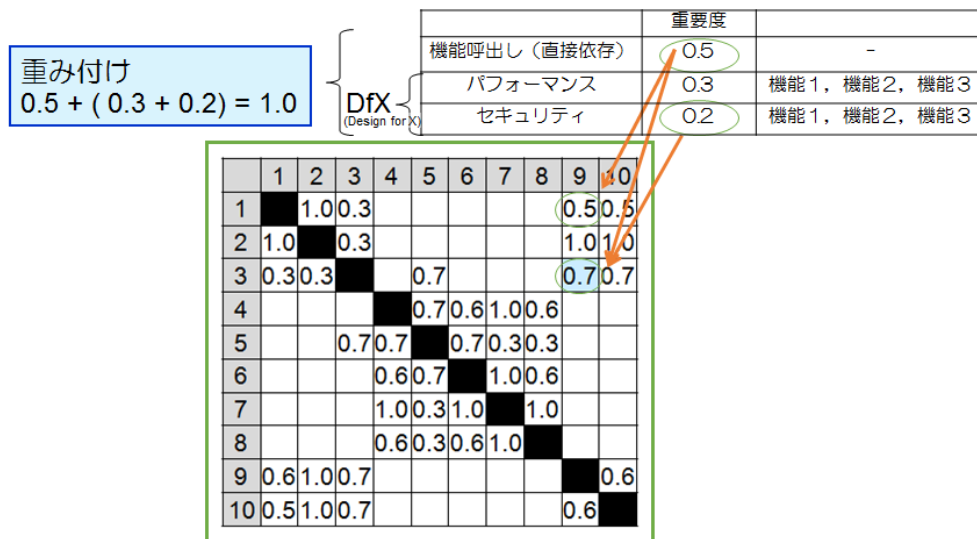 重要度
機能呼出し（直接依存） 0.5 -
パフォーマンス 0.3 機能1，機能2，機能3
セキュリティ 0.2 機能1，機能2，機能3
重み付け
0.5 + ( 0.3 + 0.2) = 1.0
DfX
(Design for X)
1 2 3 4 5 6 7 8 9 10
1 1.0 0.3 0.5 0.5
2 1.0 0.3 1.0 1.0
3 0.3 0.3 0.7 0.7 0.7
4 0.7 0.6 1.0 0.6
5 0.7 0.7 0.7 0.3 0.3
6 0.6 0.7 1.0 0.6
7 1.0 0.3 1.0 1.0
8 0.6 0.3 0.6 1.0
9 0.6 1.0 0.7 0.6
10 0.5 1.0 0.7 0.6